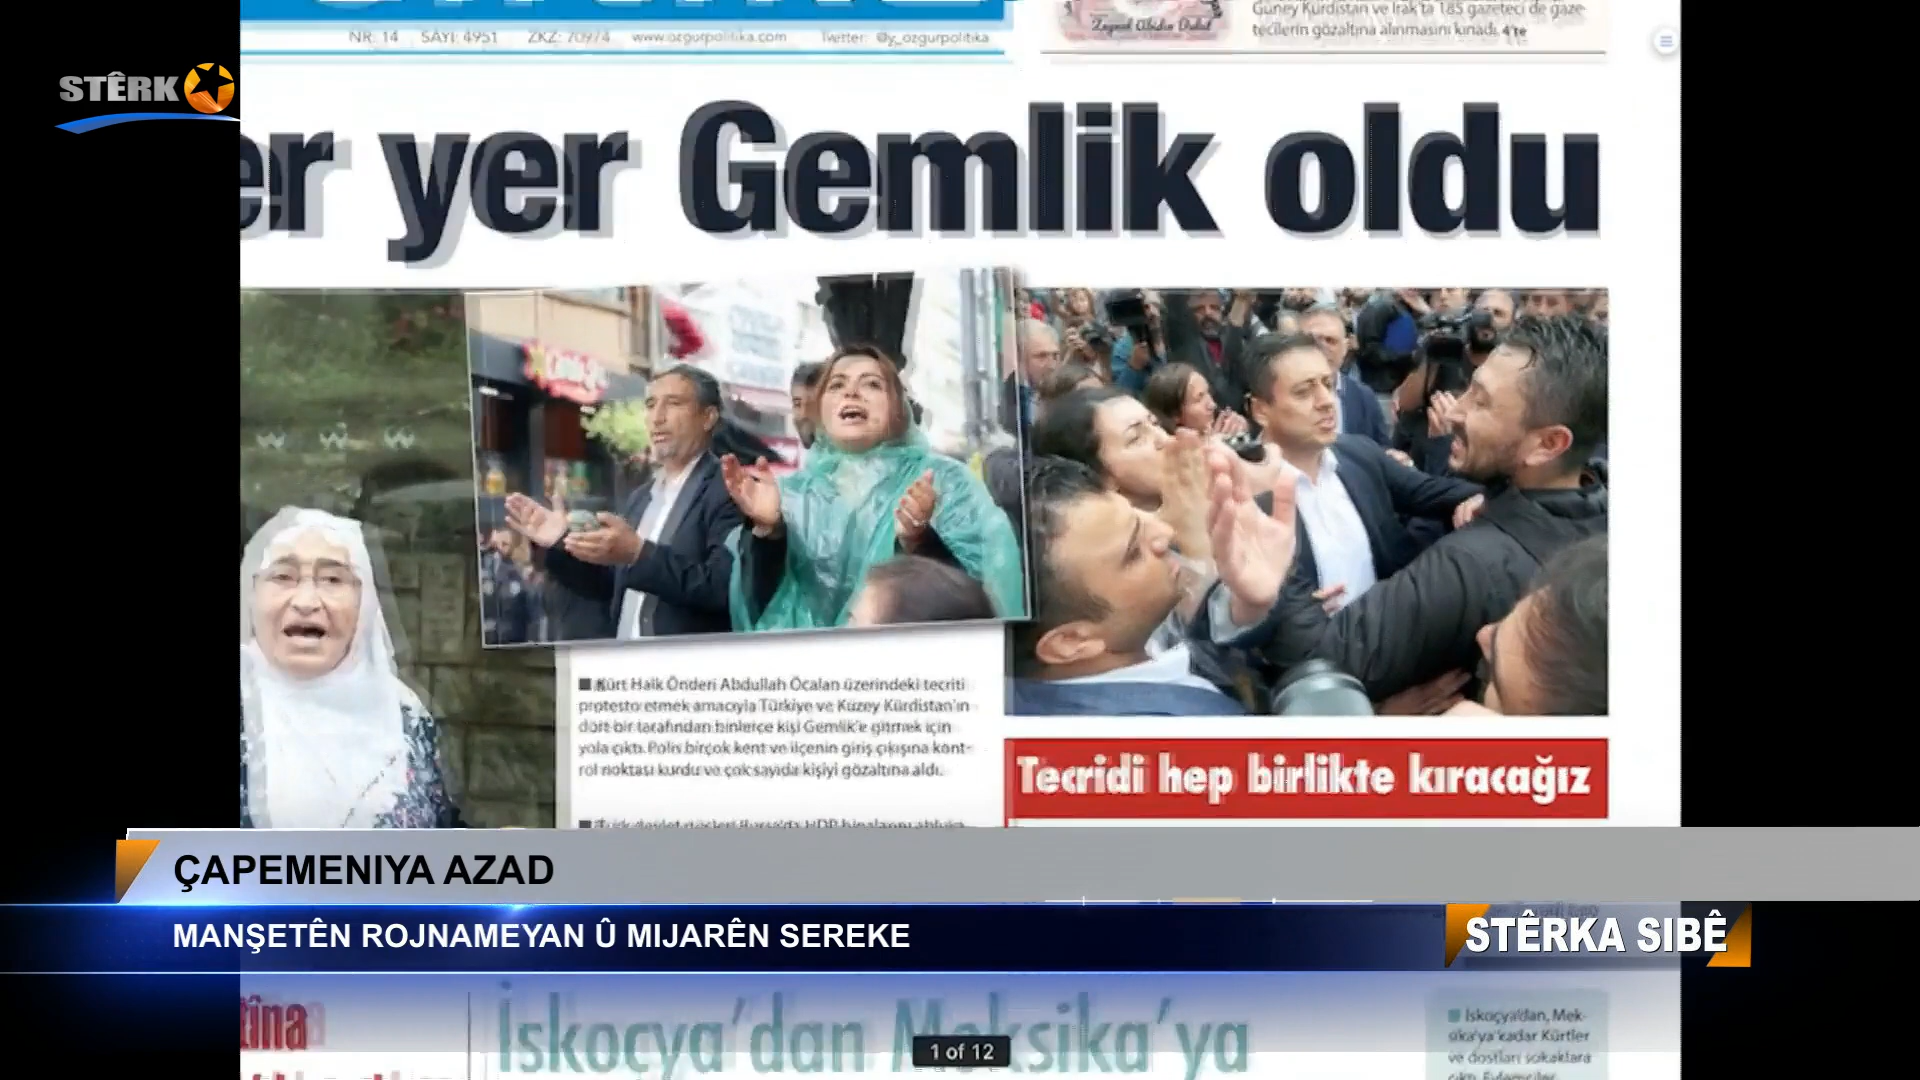 NR: 14 SAYI: 4951 ZKZ: 70974 www.ozgurpolitika.com Twetter: @y_ozgurpolitika
Güney Kürdistan ve Irak'ta 185 gazeteci de gaze-
tecilerin gözaltına alınmasını kınadı. 4'te
STÊRK
er yer Gemlik oldu
Kürt Halk Önderi Abdullah Öcalan üzerindeki tecriti
protesto etmek amacıyla Türkiye ve Kuzey Kürdistan'ın
dört bir tarafından binlerce kişi Gemlik'e gitmek için
yola çıktı. Polis birçok kent ve ilçenin giriş çıkışına kont-
rol noktası kurdu ve çok sayıda kişiyi gözaltına aldı.
Tecridi hep birlikte kıracağız
ÇAPEMENIYA AZAD
MANŞETÊN ROJNAMEYAN Û MIJARÊN SEREKE
STÊRKA SIBÊ
tîna
İskoçya'dan Meksika'ya
İskoçya'dan, Mek-
sika'ya kadar Kürtler
ve dostları sokaklara
çıktı. Eylemciler,
1 of 12